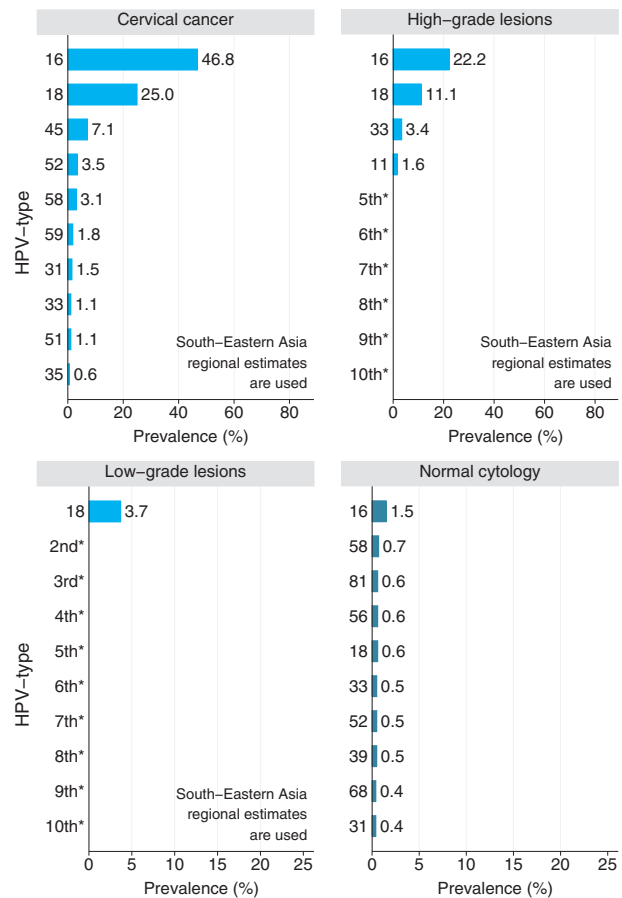 Cervical cancer
HPV−type
16 46.8
18 25.0
45 7.1
52 3.5
58 3.1
59 1.8
31 1.5
33 1.1
51 1.1
35 0.6
South−Eastern Asia
regional estimates
are used
0 20 40 60 80
Prevalence (%)
High−grade lesions
16 22.2
18 11.1
33 3.4
11 1.6
5th*
6th*
7th*
8th*
9th*
10th*
South−Eastern Asia
regional estimates
are used
0 20 40 60 80
Prevalence (%)
Low−grade lesions
HPV−type
18 3.7
2nd*
3rd*
4th*
5th*
6th*
7th*
8th*
9th*
10th*
South−Eastern Asia
regional estimates
are used
0 5 10 15 20 25
Prevalence (%)
Normal cytology
16 1.5
58 0.7
81 0.6
56 0.6
18 0.6
33 0.5
52 0.5
39 0.5
68 0.4
31 0.4
0 5 10 15 20 25
Prevalence (%)